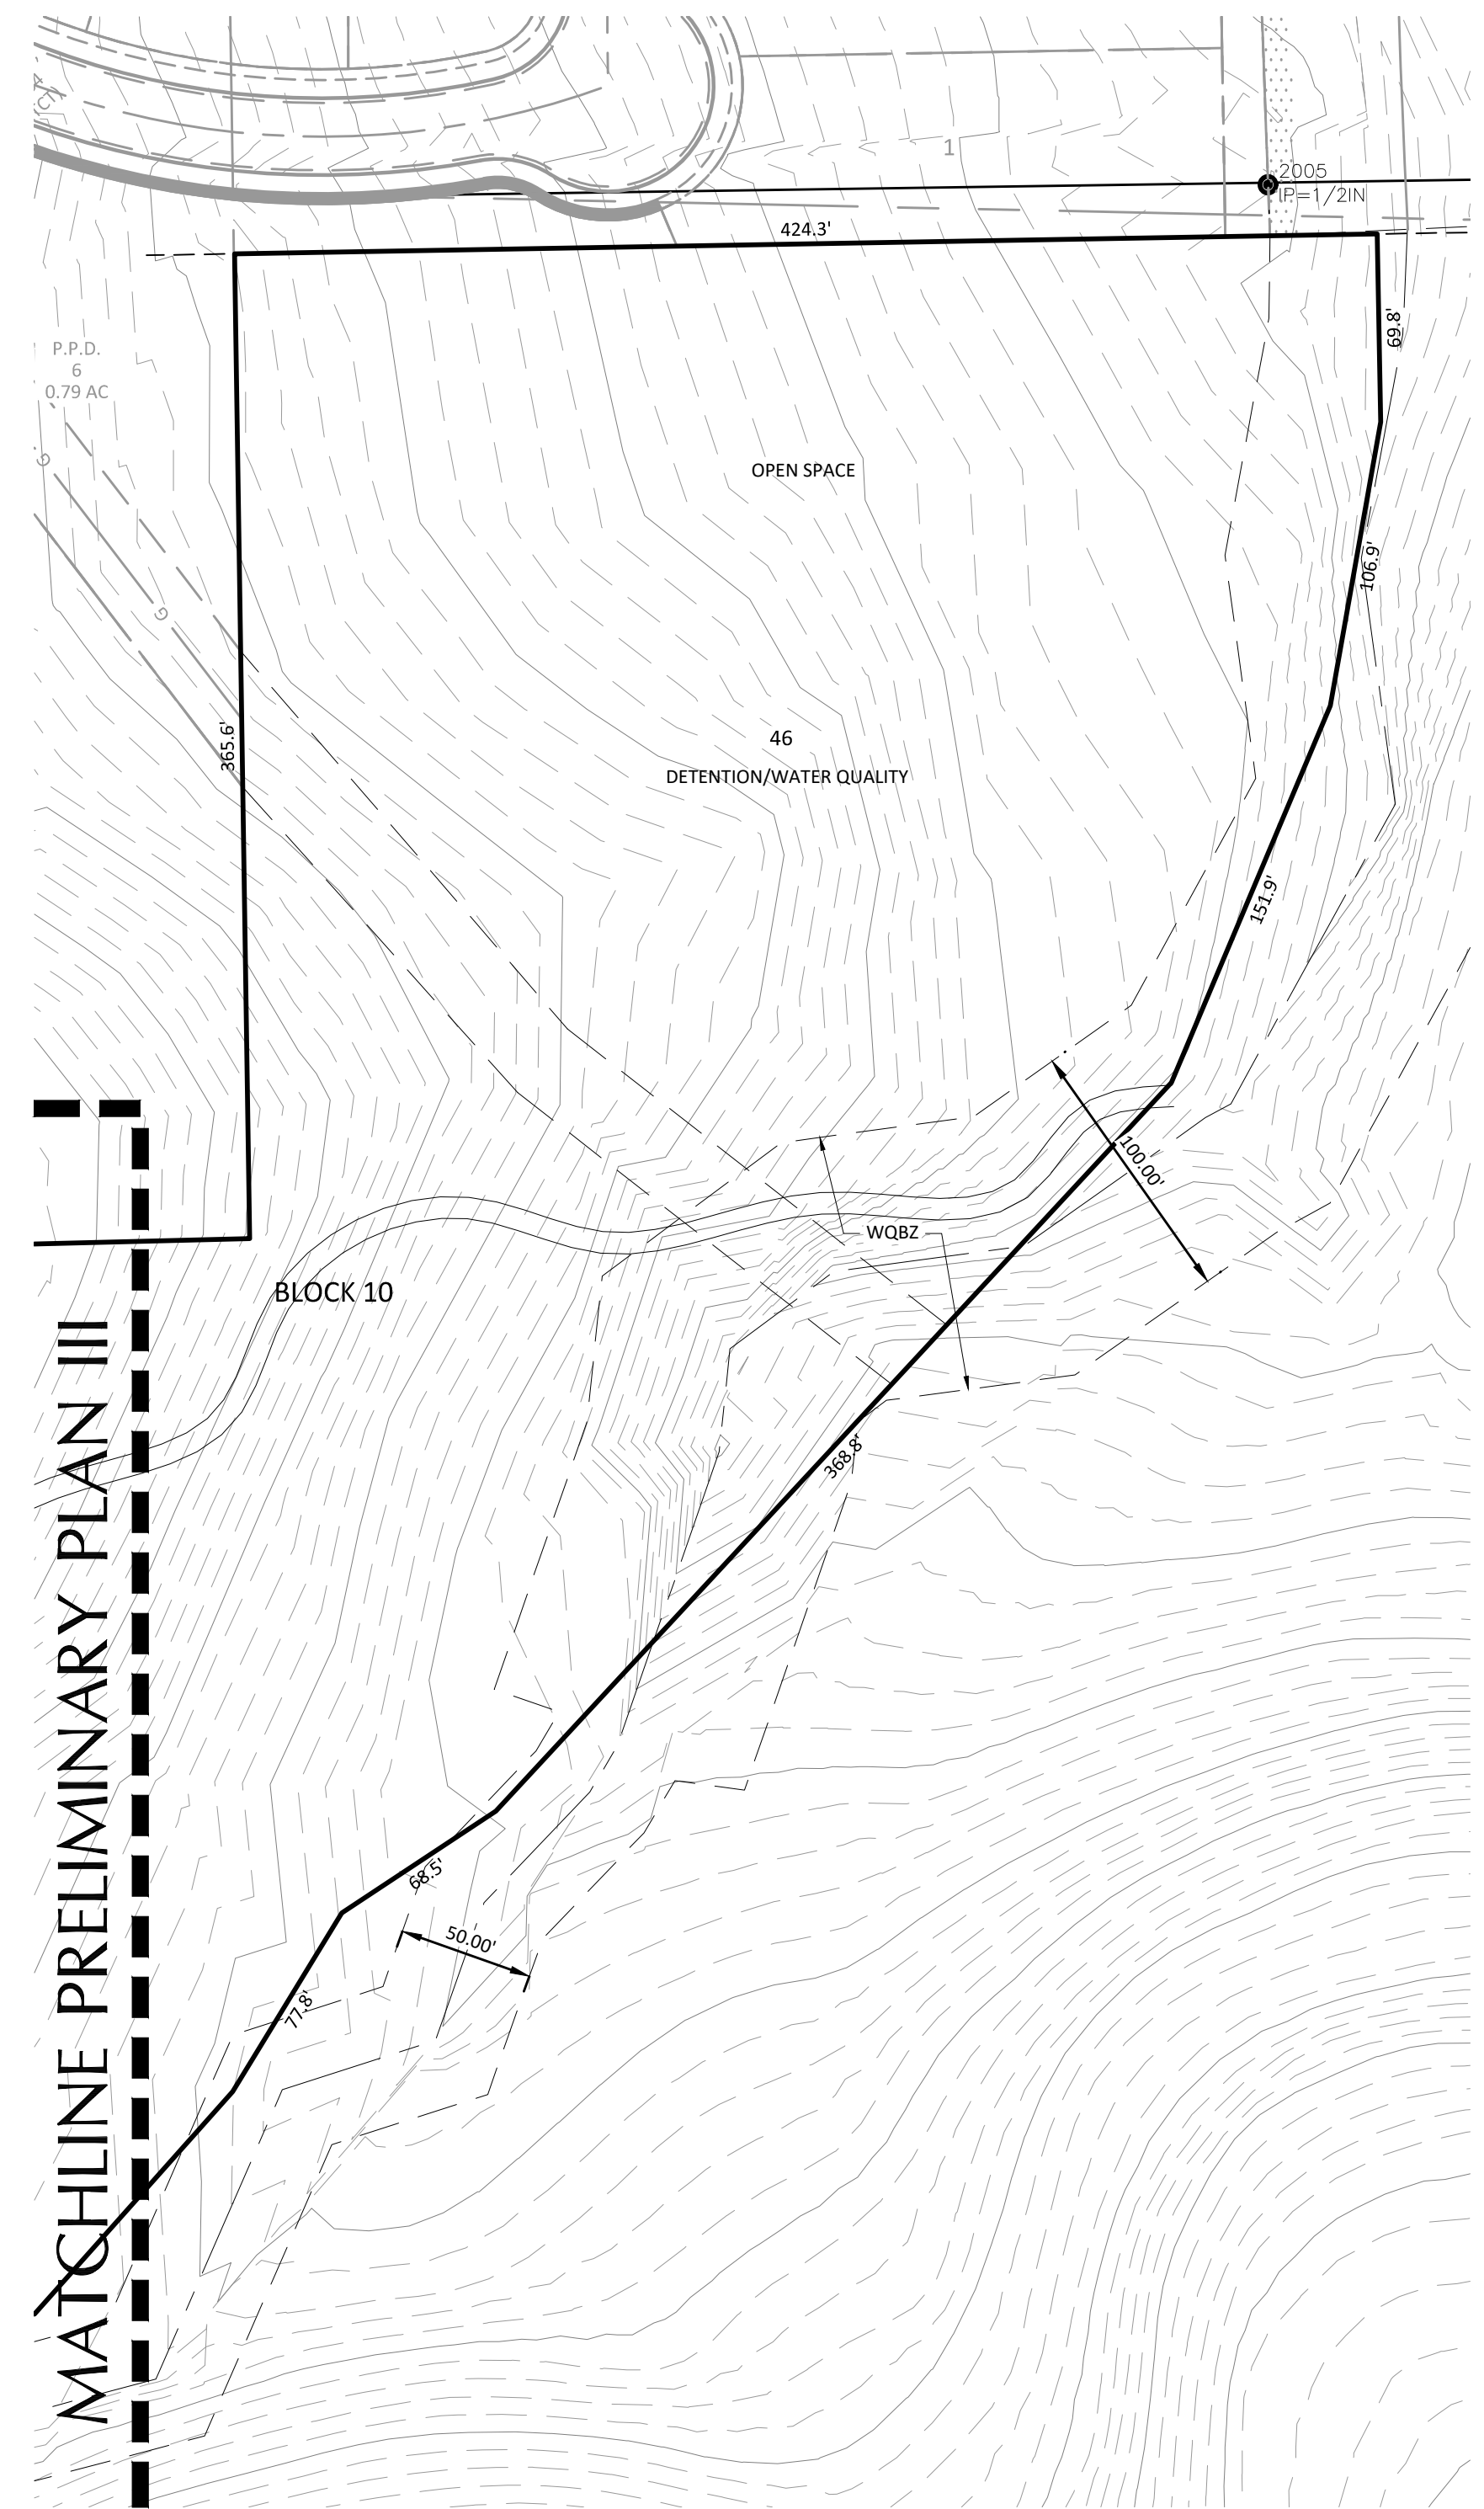 1
2005
IP=1/2IN
424.3'
69.8'
P.P.D.
6
0.79 AC
G
OPEN SPACE
106.9'
G
365.6'
46
DETENTION/WATER QUALITY
151.9'
100.00'
WQBZ
BLOCK 10
368.8'
68.5'
50.00'
77.8'
MATCHLINE PRELIMINARY PLAN III